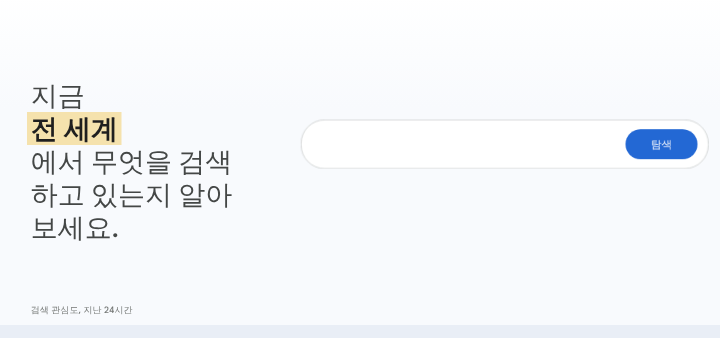 지금
전 세계
에서 무엇을 검색
하고 있는지 알아
보세요.
탐색
검색 관심도, 지난 24시간